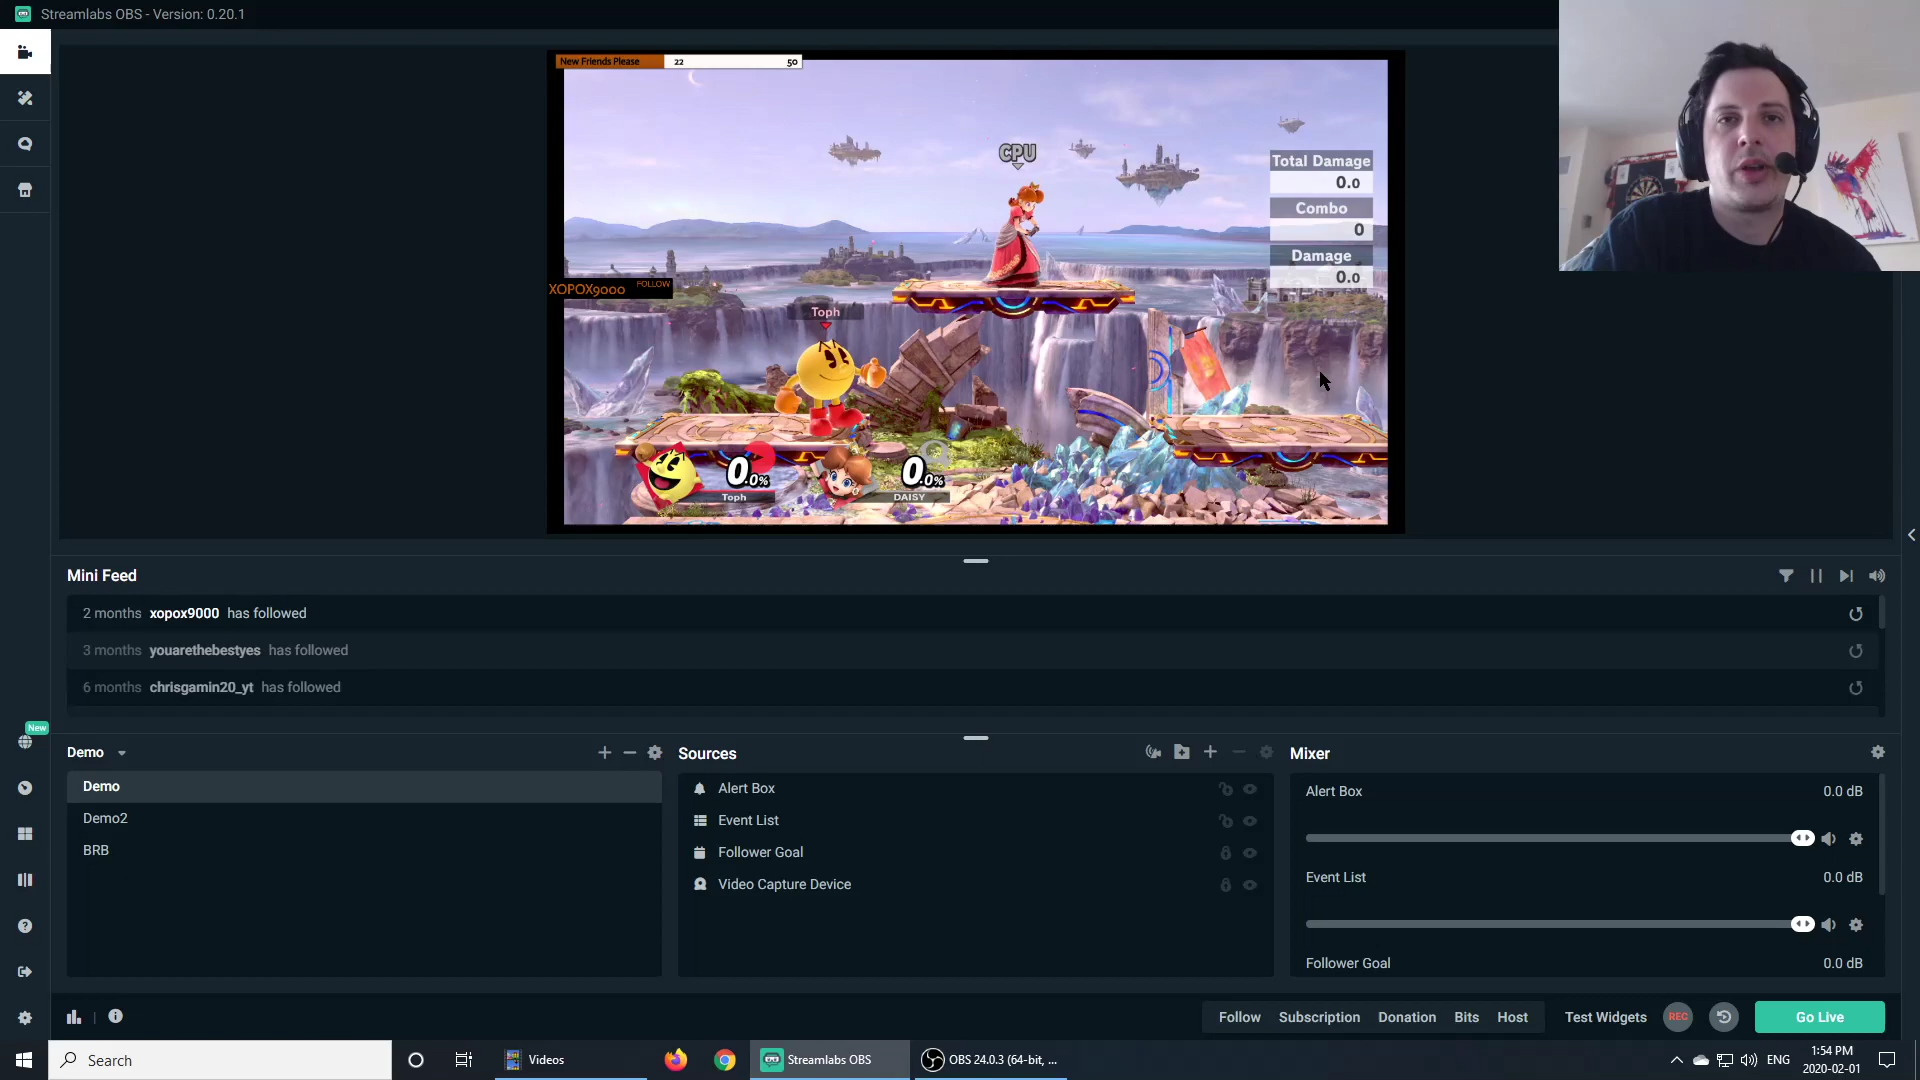 Streamlabs OBS - Version: 0.20.1
New Friends Please 22 50
CPU
Total Damage
0.0
Combo
0
Damage
0.0
XOPOX9000 FOLLOW
Toph
0.0% 0.0%
Toph DAISY
Mini Feed
2 months xopox9000 has followed
3 months youarethebestyes has followed
6 months chrisgamin20_yt has followed
New
Demo
Demo
Demo2
BRB
Sources
Alert Box
Event List
Follower Goal
Video Capture Device
Mixer
Alert Box 0.0 dB
Event List 0.0 dB
Follower Goal 0.0 dB
Follow Subscription Donation Bits Host Test Widgets REC Go Live
Search Videos Streamlabs OBS OBS 24.0.3 (64-bit, ... ENG 1:54 PM
2020-02-01